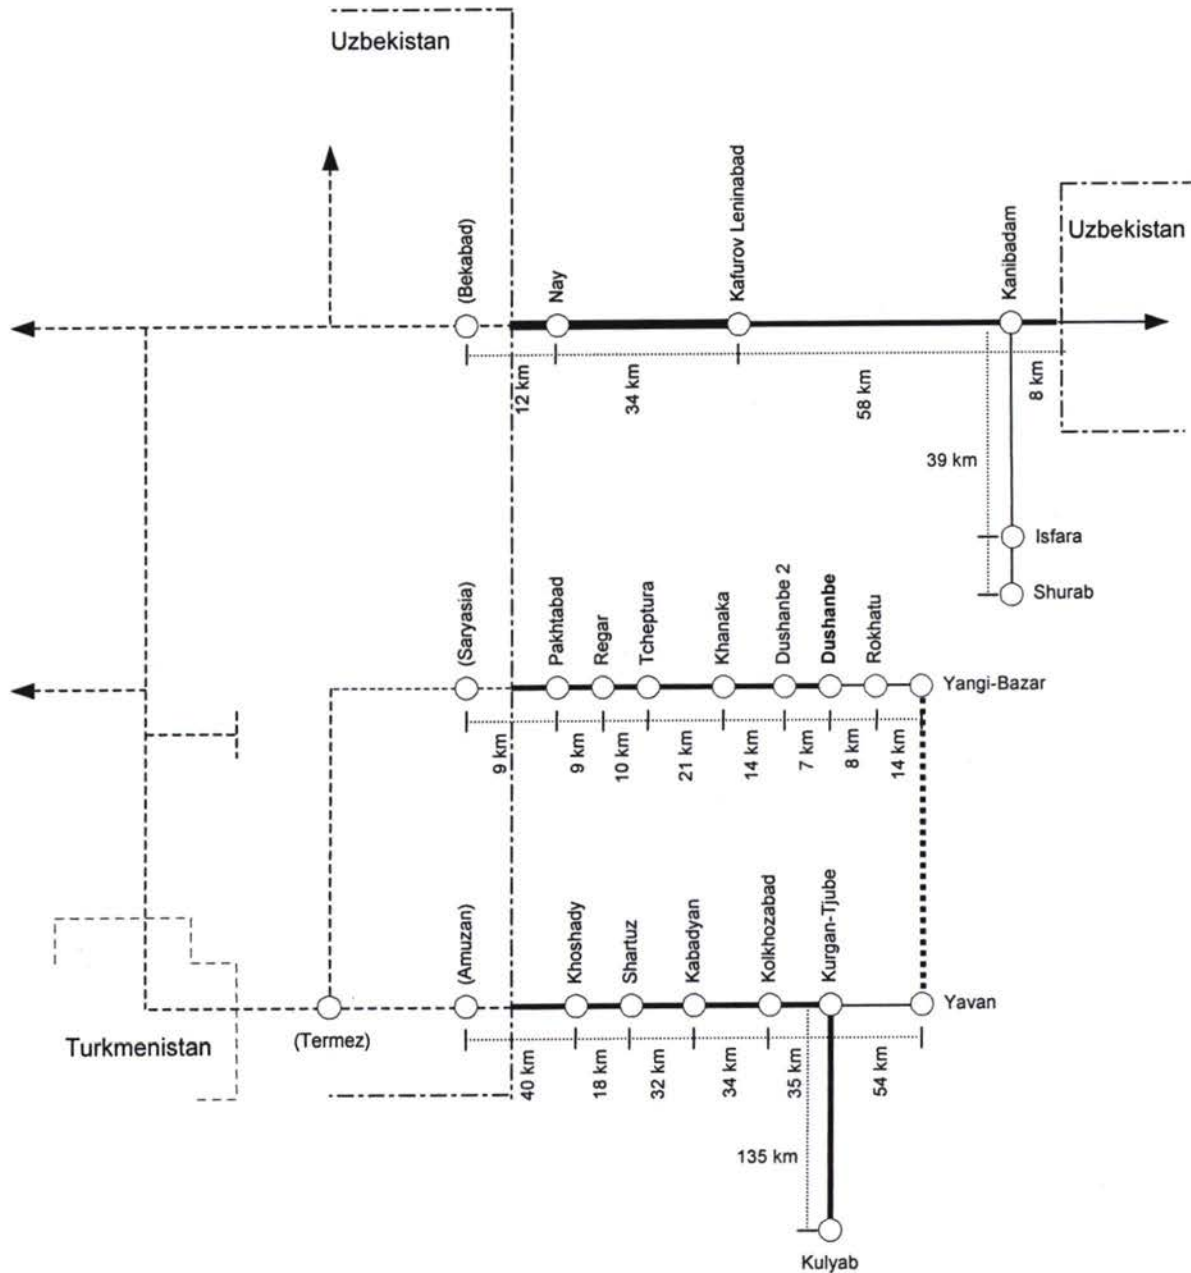 Uzbekistan
Uzbekistan
(Bekabad)
Nay
Kafurov Leninabad
Kanibadam
12 km
34 km
58 km
8 km
39 km
Isfara
Shurab
(Saryasia)
Pakhtabad
Regar
Tcheptura
Khanaka
Dushanbe 2
Dushanbe
Rokhatu
Yangi-Bazar
9 km
9 km
10 km
21 km
14 km
7 km
8 km
14 km
(Amuzan)
Khoshady
Shartuz
Kabadyan
Kolkhozabad
Kurgan-Tjube
Yavan
Turkmenistan
(Termez)
40 km
18 km
32 km
34 km
35 km
54 km
135 km
Kulyab